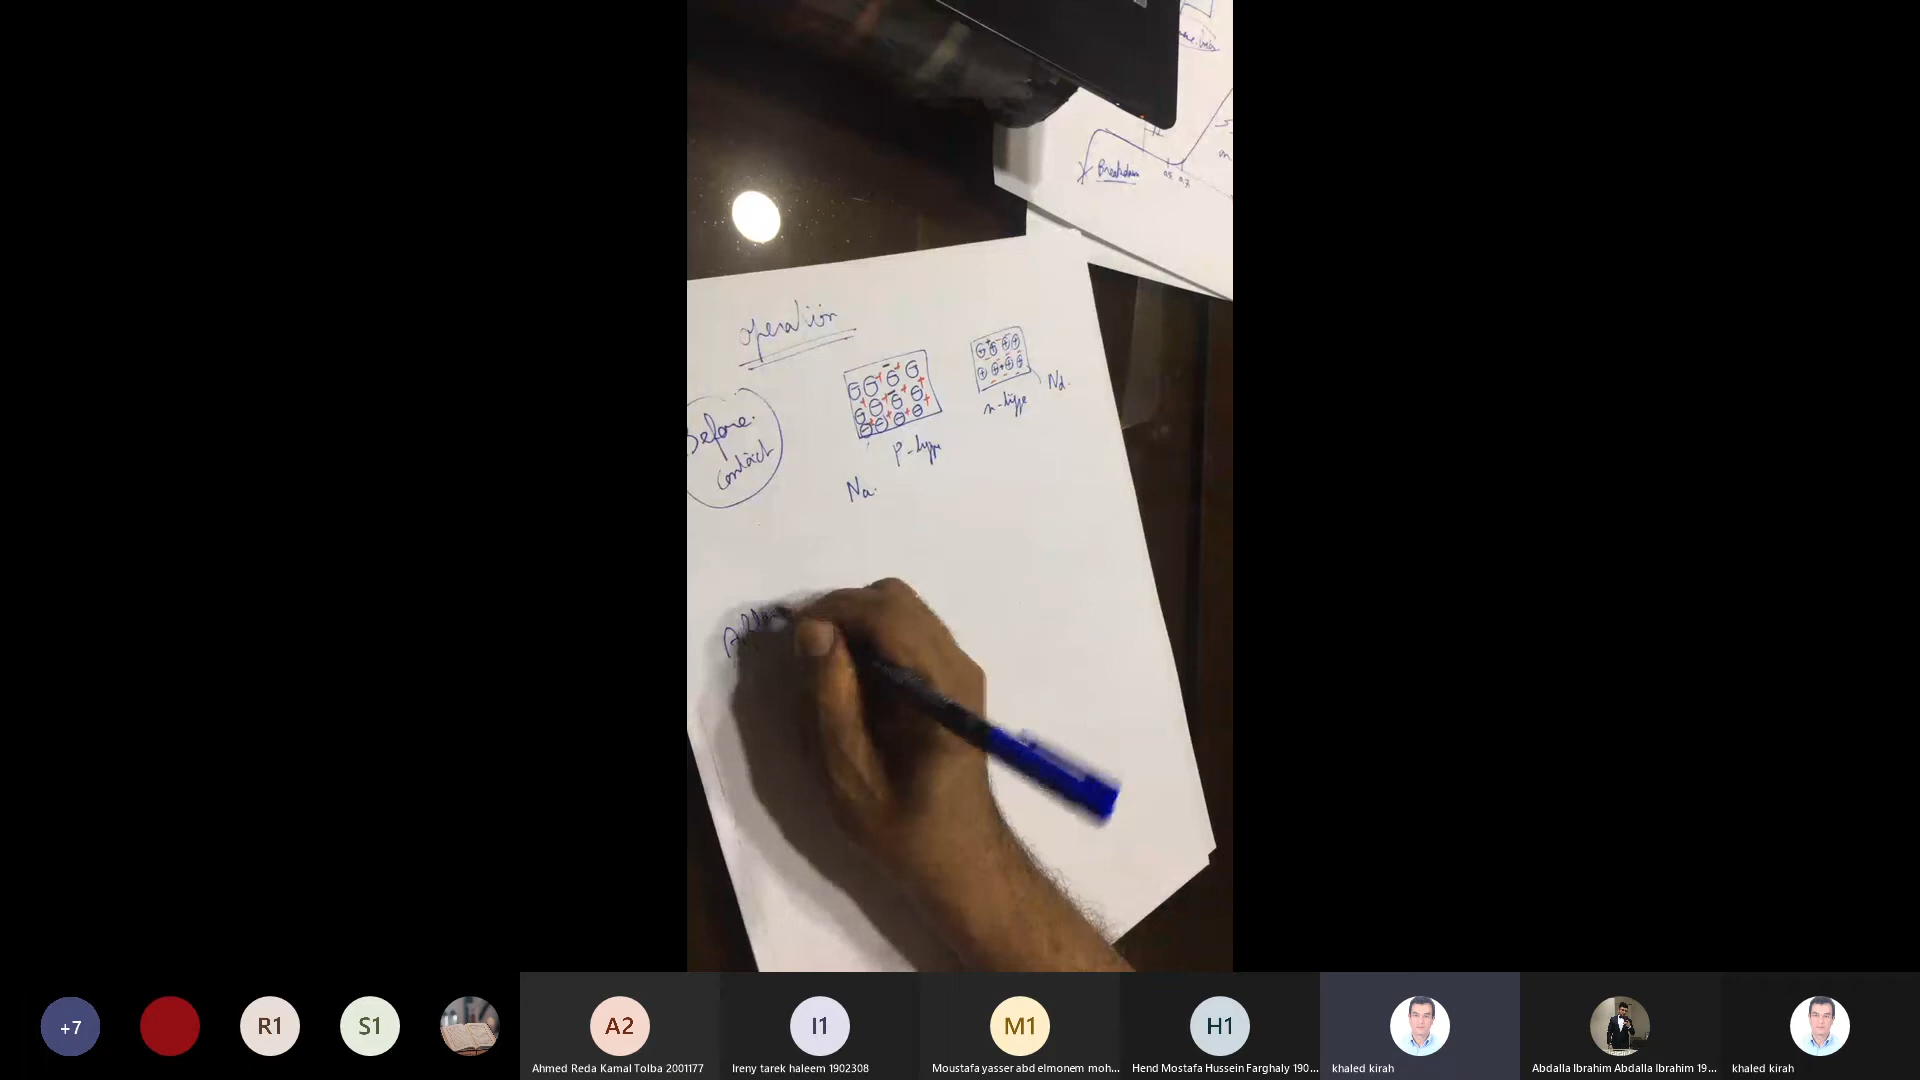 Breakdown
operation
Before.
contact
Nd.
n-type
p-type
Na.
+7
R1
S1
A2
I1
M1
H1
Ahmed Reda Kamal Tolba 2001177
Ireny tarek haleem 1902308
Moustafa yasser abd elmonem moh...
Hend Mostafa Hussein Farghaly 190...
khaled kirah
Abdalla Ibrahim Abdalla Ibrahim 19...
khaled kirah